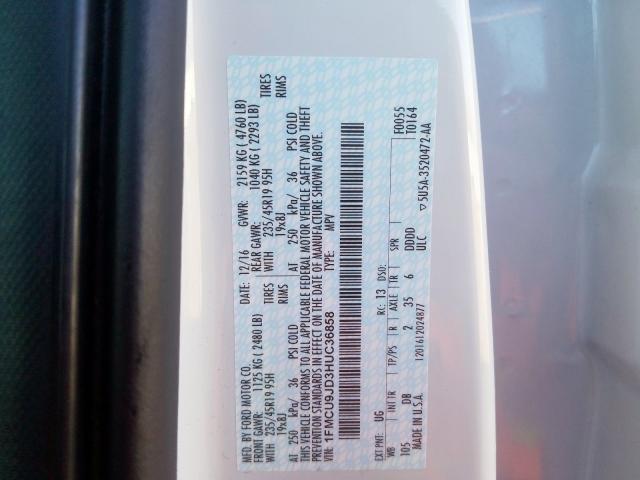 MFD. BY FORD MOTOR CO.
DATE: 12/16 GVWR: 2159 KG ( 4760 LB)
FRONT GAWR: 1125 KG ( 2480 LB) REAR GAWR: 1040 KG ( 2293 LB)
WITH 235/45R19 95H TIRES WITH 235/45R19 95H TIRES
19x8J RIMS 19x8J RIMS
AT 250 kPa/ 36 PSI COLD AT 250 kPa/ 36 PSI COLD
THIS VEHICLE CONFORMS TO ALL APPLICABLE FEDERAL MOTOR VEHICLE SAFETY AND THEFT
PREVENTION STANDARDS IN EFFECT ON THE DATE OF MANUFACTURE SHOWN ABOVE.
VIN: 1FMCU9JD3HUC36858 TYPE: MPV
EXT PNT: UG RC: 13 DSO: F0055
WB INT TR TP/PS R AXLE TR SPR T0164
105 DB 2 35 6 DDDD
MADE IN U.S.A. 1201612024877 ULC ▽5U5A-3520472-AA